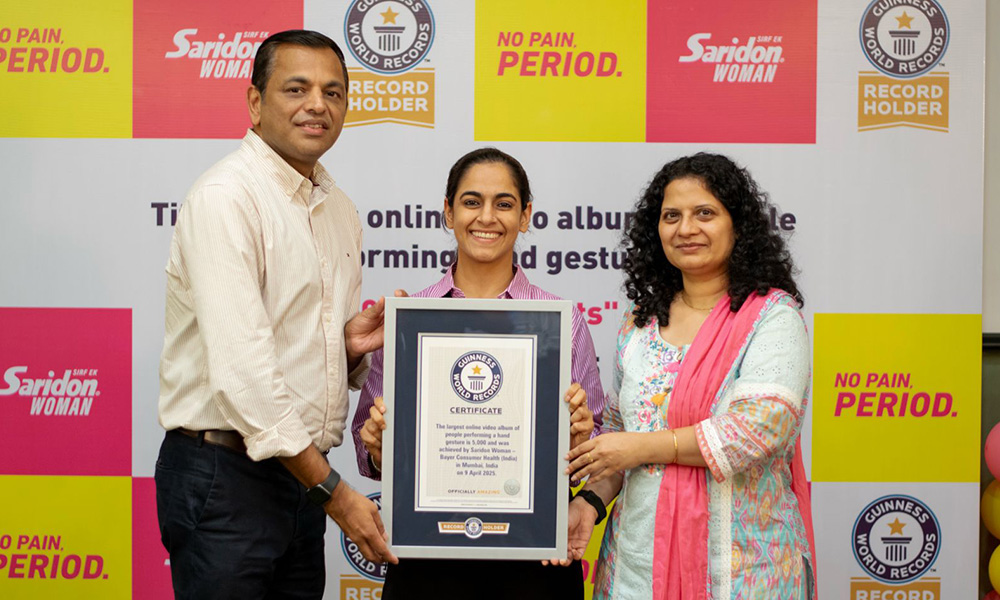 NO PAIN,
PERIOD.
SIRF EK
Saridon
WOMAN
GUINNESS
WORLD RECORDS
RECORD
HOLDER
NO PAIN,
PERIOD.
SIRF EK
Saridon
WOMAN
GUINNESS
WORLD RECORDS
RECORD
HOLDER
online
albu
orming
d gestu
ts"
SIRF EK
Saridon
WOMAN
NO PAIN,
PERIOD.
GUINNESS
WORLD RECORDS
CERTIFICATE
The largest online video album of
people performing a hand
gesture is 5,000 and was
achieved by Saridon Woman –
Bayer Consumer Health (India)
in Mumbai, India
on 9 April 2025.
OFFICIALLY AMAZING
RECORD
HOLDER
NO PAIN,
PERIOD.
GUINNESS
WORLD RECORDS
RECORD